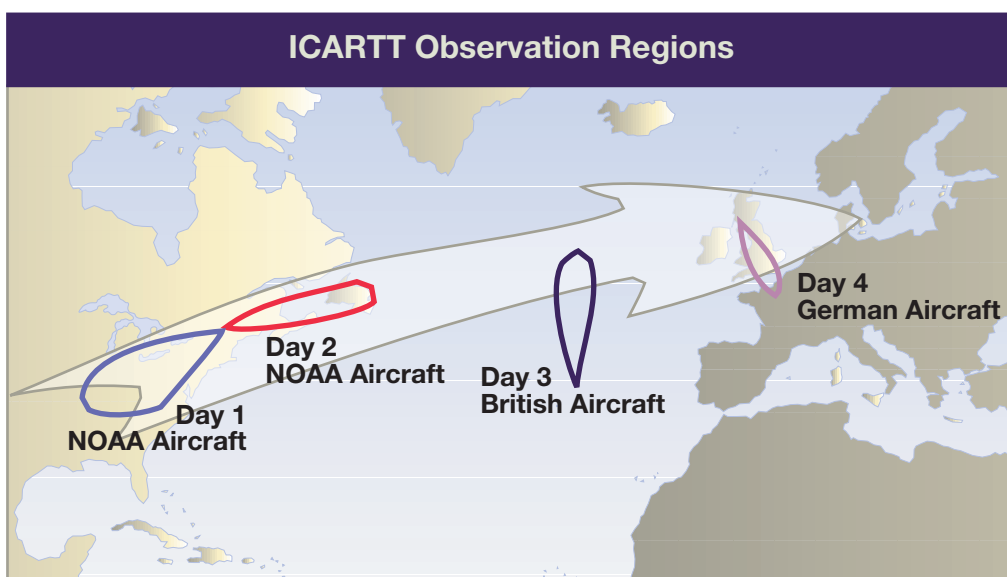 ICARTT Observation Regions
Day 4
German Aircraft
Day 2
NOAA Aircraft
Day 3
British Aircraft
Day 1
NOAA Aircraft